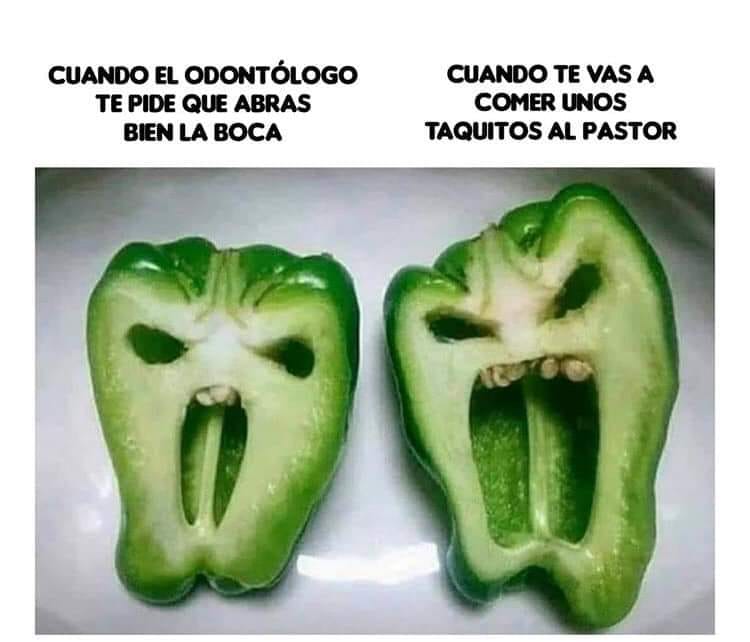 CUANDO EL ODONTÓLOGO
TE PIDE QUE ABRAS
BIEN LA BOCA
CUANDO TE VAS A
COMER UNOS
TAQUITOS AL PASTOR